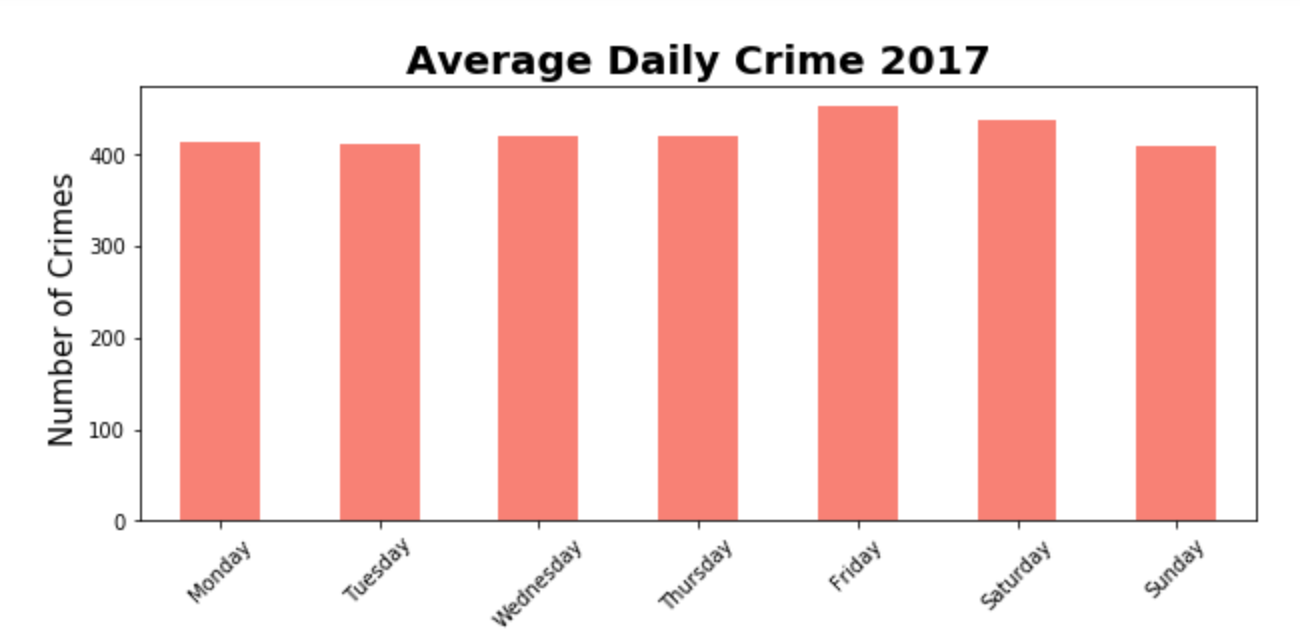 Average Daily Crime 2017
Number of Crimes
400
300
200
100
0
Monday
Tuesday
Wednesday
Thursday
Friday
Saturday
Sunday